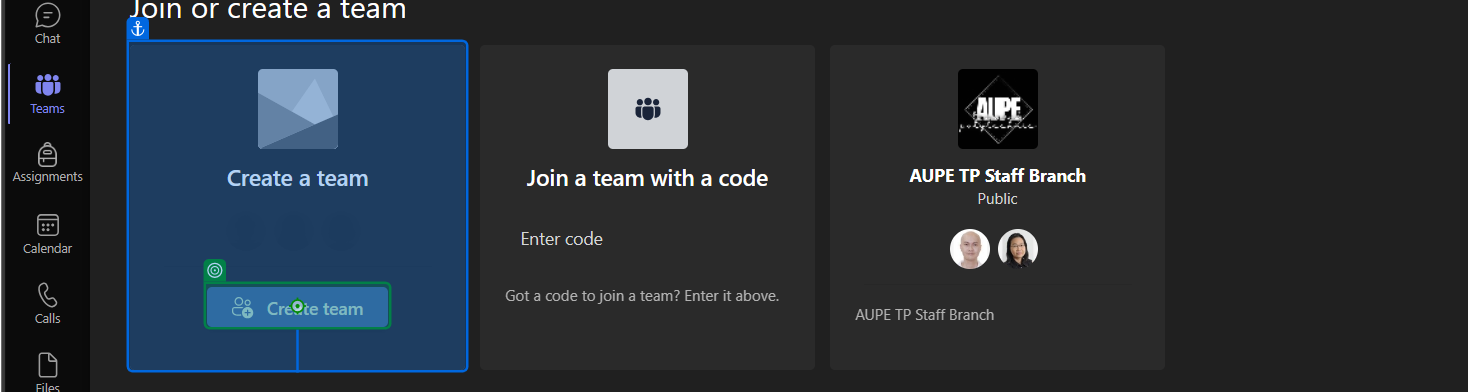 Join or create a team
Chat
Teams
Assignments
Calendar
Calls
Files
Create a team
Create team
Join a team with a code
Enter code
Got a code to join a team? Enter it above.
AUPE
polytechnic
AUPE TP Staff Branch
Public
AUPE TP Staff Branch